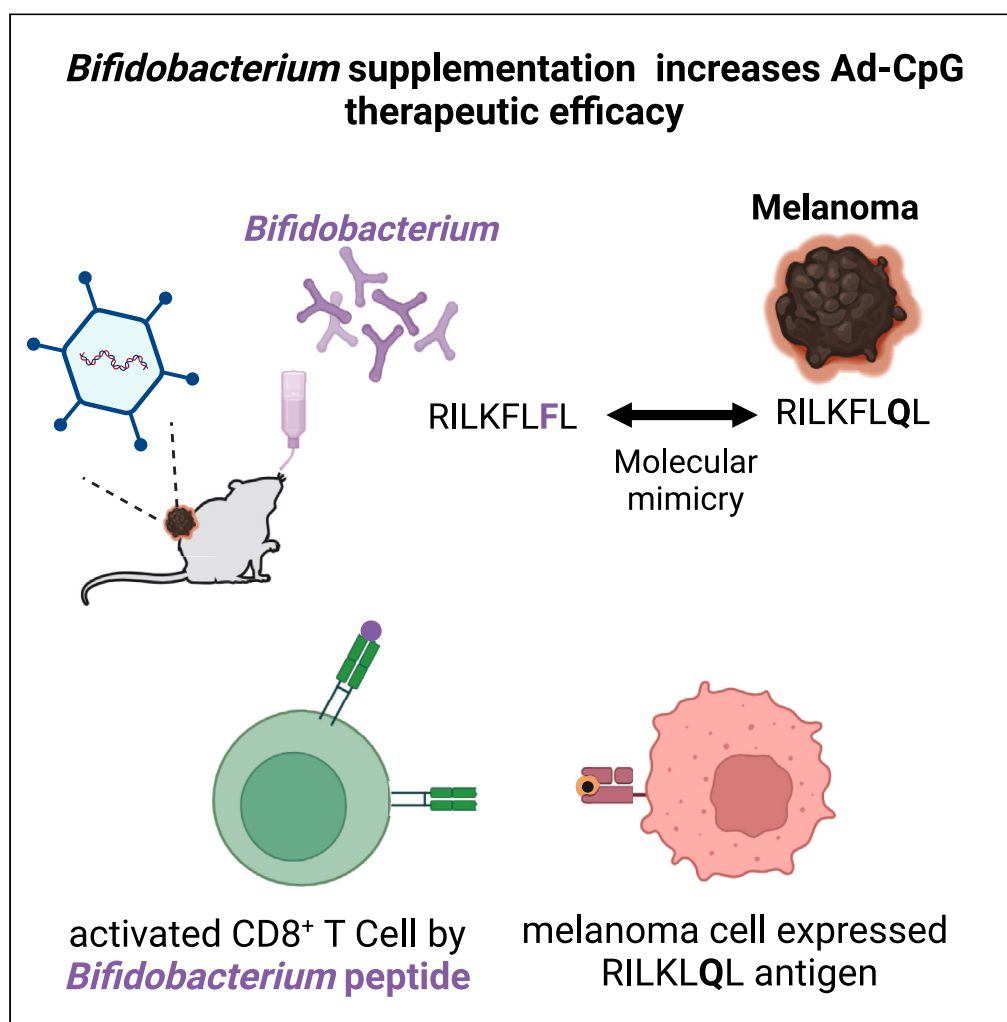 Bifidobacterium supplementation increases Ad-CpG
therapeutic efficacy
Bifidobacterium
Melanoma
RILKFLFL
RILKFLQL
Molecular
mimicry
activated CD8⁺ T Cell by
Bifidobacterium peptide
melanoma cell expressed
RILKLQL antigen